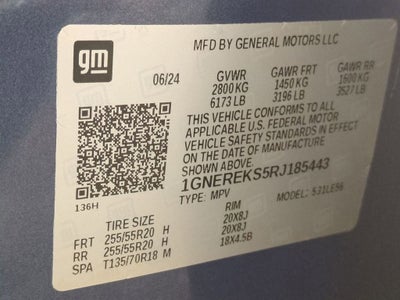 gm
MFD BY GENERAL MOTORS LLC
06/24 GVWR GAWR FRT GAWR RR
2800 KG 1450 KG 1600 KG
6173 LB 3196 LB 3527 LB
THIS VEHICLE CONFORMS TO ALL
APPLICABLE U.S. FEDERAL MOTOR
VEHICLE SAFETY STANDARDS IN EFFECT
ON THE DATE OF MANUFACTURE
1GNEREKS5RJ185443
TYPE: MPV MODEL: 531LE56
136H
TIRE SIZE RIM
FRT 255/55R20 H 20X8J
RR 255/55R20 H 20X8J
SPA T135/70R18 M 18X4.5B